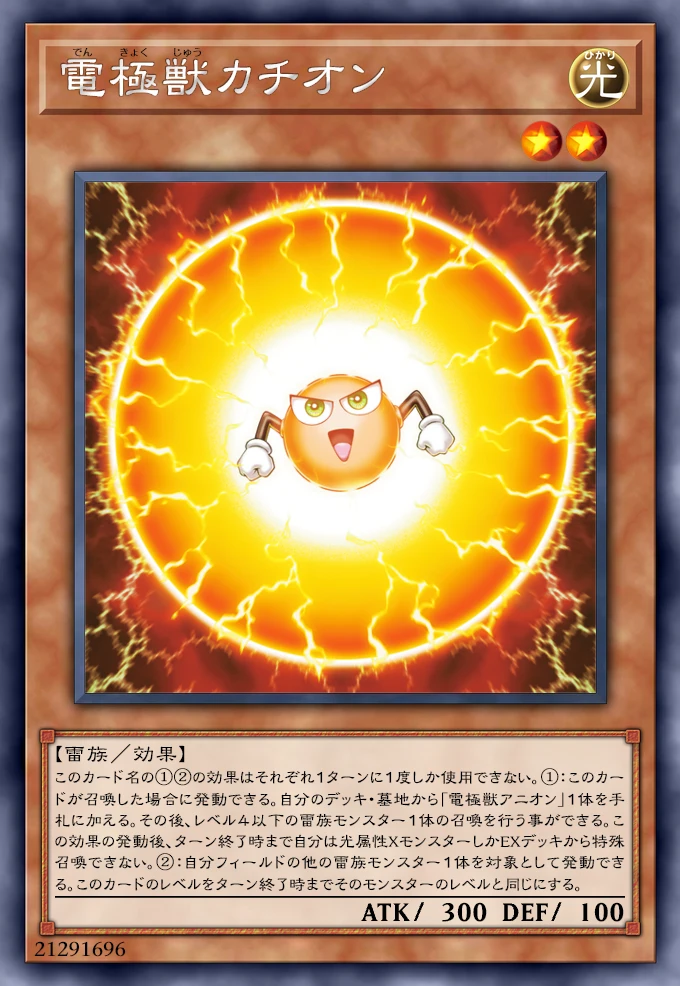 でんきょくじゅう
電極獣カチオン
ひかり
光
【雷族／効果】
このカード名の①②の効果はそれぞれ1ターンに1度しか使用できない。①：このカー
ドが召喚した場合に発動できる。自分のデッキ・墓地から「電極獣アニオン」1体を手
札に加える。その後、レベル４以下の雷族モンスター1体の召喚を行う事ができる。こ
の効果の発動後、ターン終了時まで自分は光属性XモンスターしかEXデッキから特殊
召喚できない。②：自分フィールドの他の雷族モンスター1体を対象として発動でき
る。このカードのレベルをターン終了時までそのモンスターのレベルと同じにする。
ATK/ 300 DEF/ 100
21291696